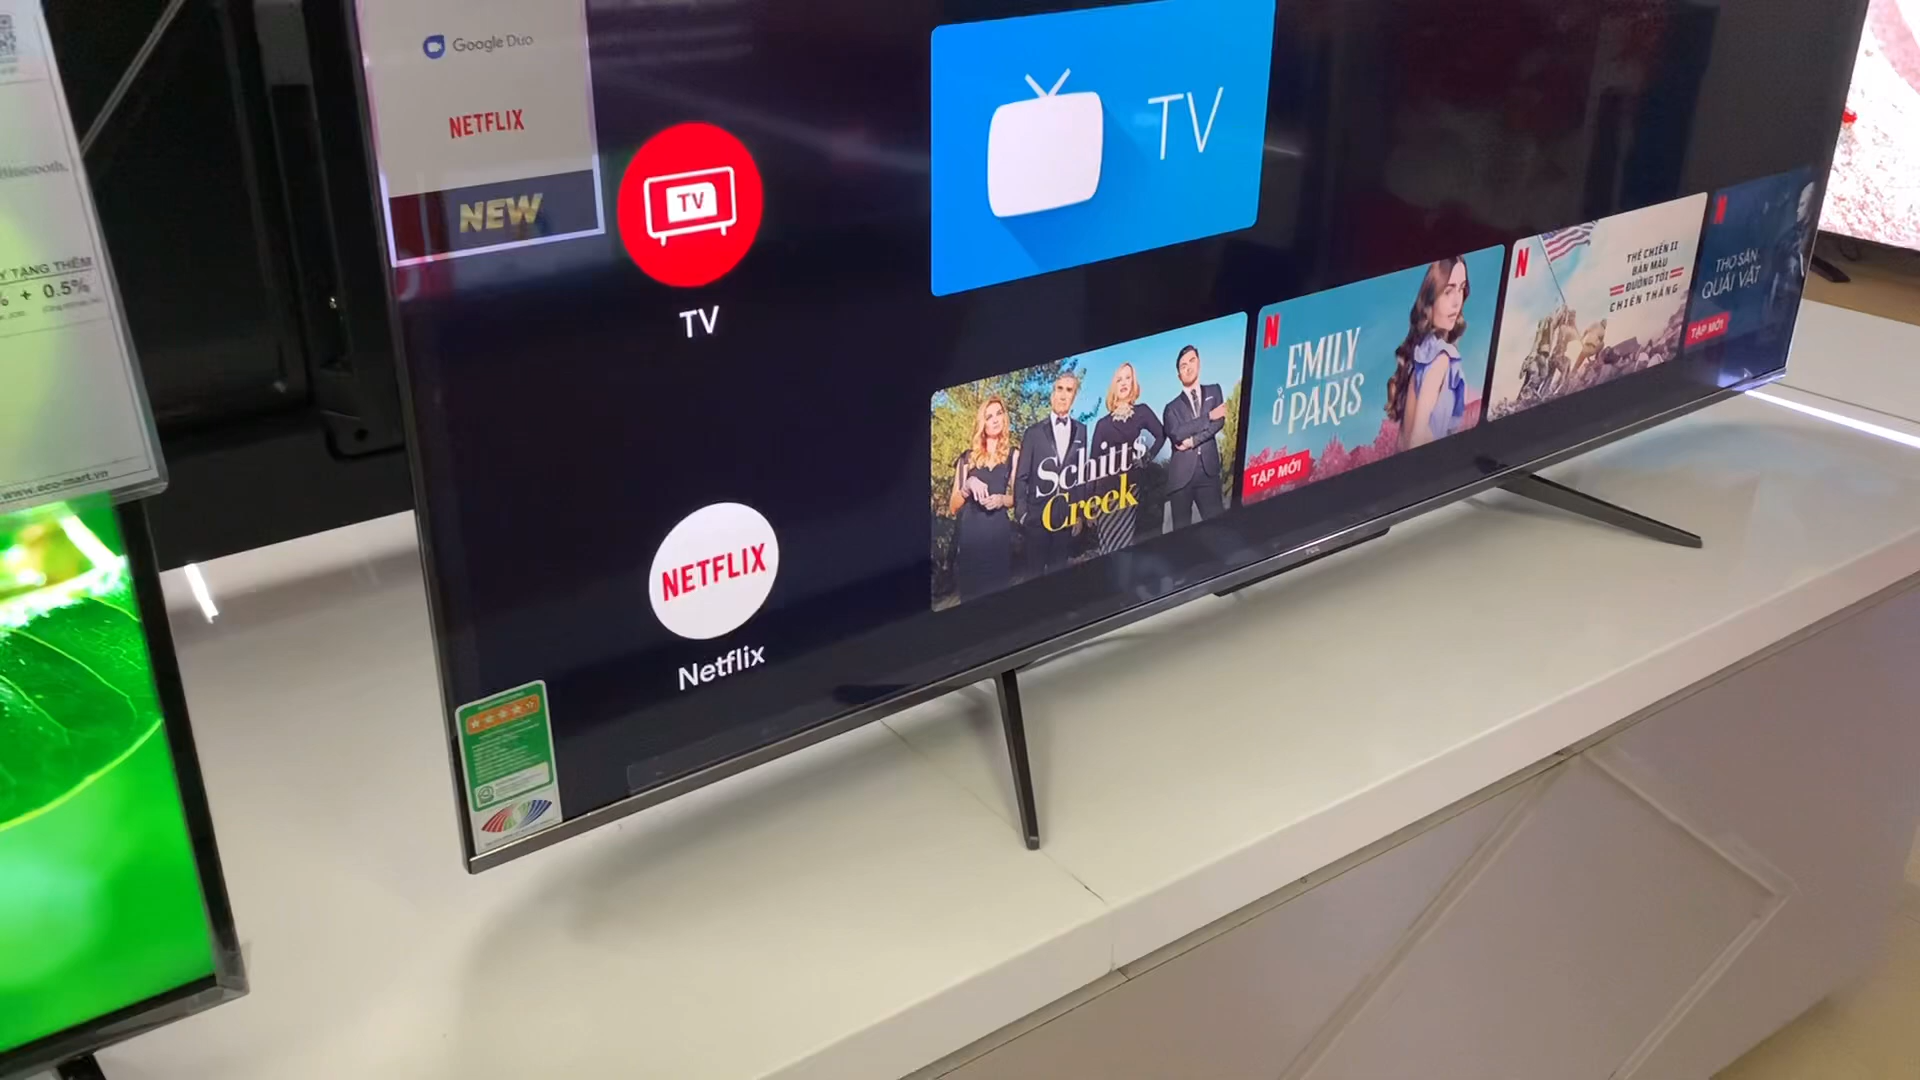 Google Duo
NETFLIX
NEW
TẶNG THÊM
% + 0.5%
www.eco-mart.vn
TV
TV
TV
NETFLIX
Netflix
Schitt$
Creek
N
EMILY
ở PARIS
TẬP MỚI
N
THẾ CHIẾN II
BẢN MÀU
ĐƯỜNG TỚI
CHIẾN THẮNG
N
THỢ SĂN
QUÁI VẬT
TẬP MỚI
TCL